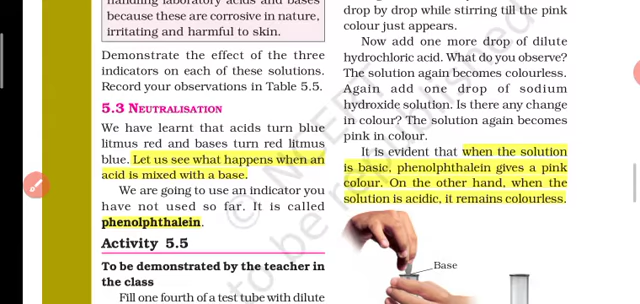 handling laboratory acids and bases
because these are corrosive in nature,
irritating and harmful to skin.
Demonstrate the effect of the three
indicators on each of these solutions.
Record your observations in Table 5.5.
5.3 NEUTRALISATION
We have learnt that acids turn blue
litmus red and bases turn red litmus
blue. Let us see what happens when an
acid is mixed with a base.
We are going to use an indicator you
have not used so far. It is called
phenolphthalein.
Activity 5.5
To be demonstrated by the teacher in
the class
Fill one fourth of a test tube with dilute
drop by drop while stirring till the pink
colour just appears.
Now add one more drop of dilute
hydrochloric acid. What do you observe?
The solution again becomes colourless.
Again add one drop of sodium
hydroxide solution. Is there any change
in colour? The solution again becomes
pink in colour.
It is evident that when the solution
is basic, phenolphthalein gives a pink
colour. On the other hand, when the
solution is acidic, it remains colourless.
Base
© NCERT
to be republished